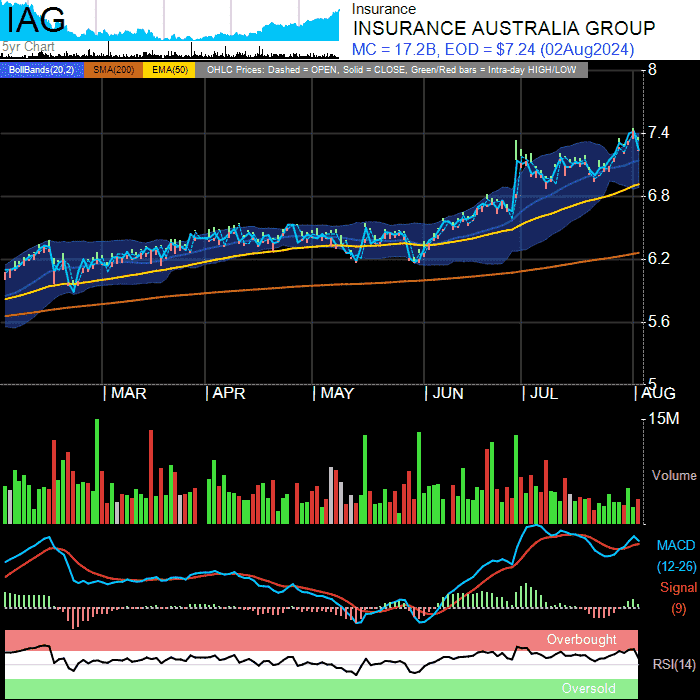 IAG
5yr Chart
Insurance
INSURANCE AUSTRALIA GROUP
MC = 17.2B, EOD = $7.24 (02Aug2024)
BollBands(20,2) SMA(200) EMA(50) OHLC Prices: Dashed = OPEN, Solid = CLOSE, Green/Red bars = Intra-day HIGH/LOW
8
7.4
6.8
6.2
5.6
5
MAR APR MAY JUN JUL AUG
15M
Volume
MACD
(12-26)
Signal
(9)
Overbought
RSI(14)
Oversold